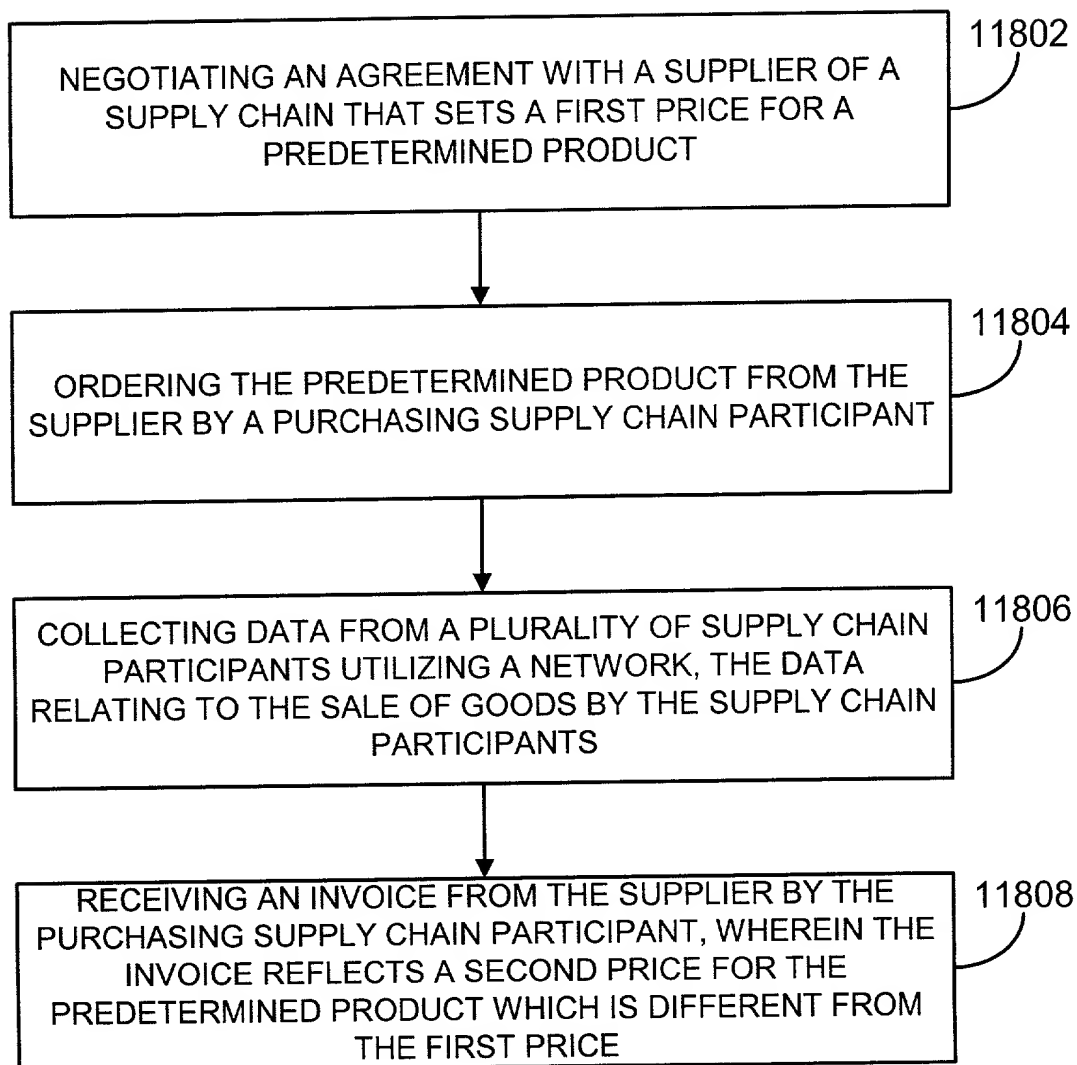 11802
NEGOTIATING AN AGREEMENT WITH A SUPPLIER OF A
SUPPLY CHAIN THAT SETS A FIRST PRICE FOR A
PREDETERMINED PRODUCT
11804
ORDERING THE PREDETERMINED PRODUCT FROM THE
SUPPLIER BY A PURCHASING SUPPLY CHAIN PARTICIPANT
11806
COLLECTING DATA FROM A PLURALITY OF SUPPLY CHAIN
PARTICIPANTS UTILIZING A NETWORK, THE DATA
RELATING TO THE SALE OF GOODS BY THE SUPPLY CHAIN
PARTICIPANTS
11808
RECEIVING AN INVOICE FROM THE SUPPLIER BY THE
PURCHASING SUPPLY CHAIN PARTICIPANT, WHEREIN THE
INVOICE REFLECTS A SECOND PRICE FOR THE
PREDETERMINED PRODUCT WHICH IS DIFFERENT FROM
THE FIRST PRICE